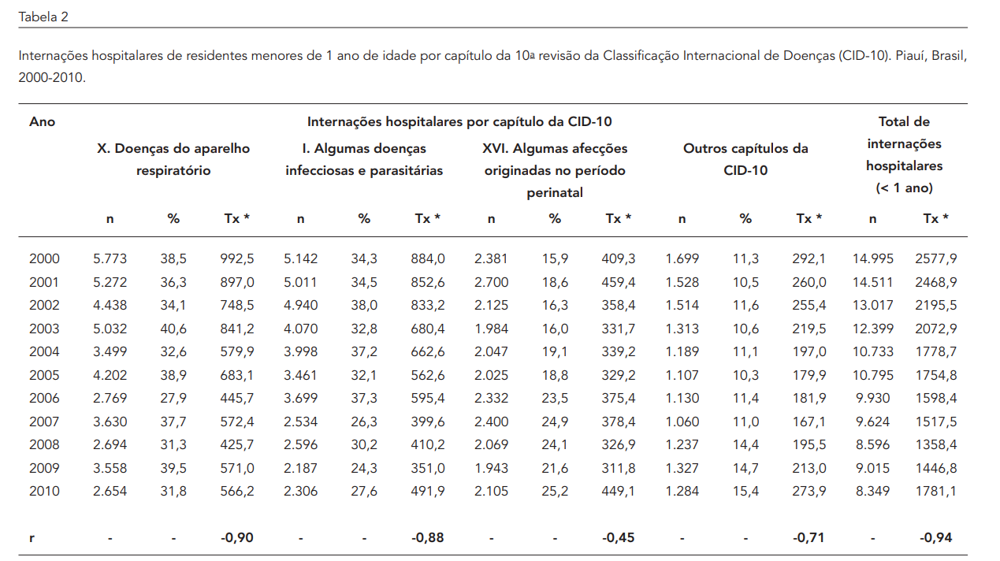 Tabela 2
Internações hospitalares de residentes menores de 1 ano de idade por capítulo da 10ª revisão da Classificação Internacional de Doenças (CID-10). Piauí, Brasil,
2000-2010.
Ano Internações hospitalares por capítulo da CID-10 Total de
internações
hospitalares
(< 1 ano)
X. Doenças do aparelho
respiratório
I. Algumas doenças
infecciosas e parasitárias
XVI. Algumas afecções
originadas no período
perinatal
Outros capítulos da
CID-10
n % Tx * n % Tx * n % Tx * n % Tx * n Tx *
2000 5.773 38,5 992,5 5.142 34,3 884,0 2.381 15,9 409,3 1.699 11,3 292,1 14.995 2577,9
2001 5.272 36,3 897,0 5.011 34,5 852,6 2.700 18,6 459,4 1.528 10,5 260,0 14.511 2468,9
2002 4.438 34,1 748,5 4.940 38,0 833,2 2.125 16,3 358,4 1.514 11,6 255,4 13.017 2195,5
2003 5.032 40,6 841,2 4.070 32,8 680,4 1.984 16,0 331,7 1.313 10,6 219,5 12.399 2072,9
2004 3.499 32,6 579,9 3.998 37,2 662,6 2.047 19,1 339,2 1.189 11,1 197,0 10.733 1778,7
2005 4.202 38,9 683,1 3.461 32,1 562,6 2.025 18,8 329,2 1.107 10,3 179,9 10.795 1754,8
2006 2.769 27,9 445,7 3.699 37,3 595,4 2.332 23,5 375,4 1.130 11,4 181,9 9.930 1598,4
2007 3.630 37,7 572,4 2.534 26,3 399,6 2.400 24,9 378,4 1.060 11,0 167,1 9.624 1517,5
2008 2.694 31,3 425,7 2.596 30,2 410,2 2.069 24,1 326,9 1.237 14,4 195,5 8.596 1358,4
2009 3.558 39,5 571,0 2.187 24,3 351,0 1.943 21,6 311,8 1.327 14,7 213,0 9.015 1446,8
2010 2.654 31,8 566,2 2.306 27,6 491,9 2.105 25,2 449,1 1.284 15,4 273,9 8.349 1781,1
r - - -0,90 - - -0,88 - - -0,45 - - -0,71 - -0,94